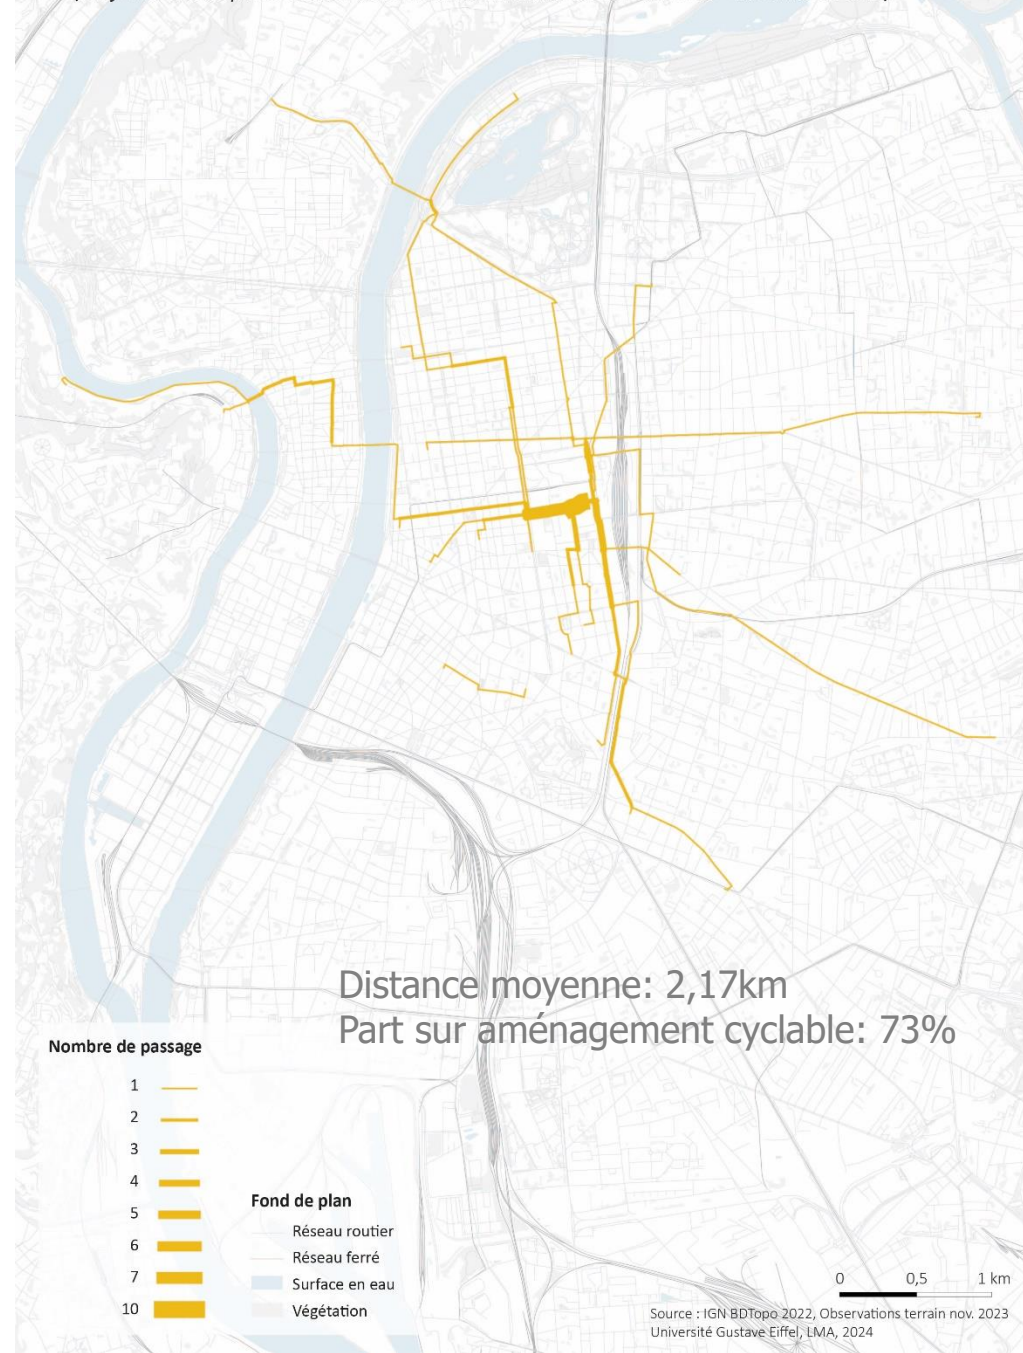 Distance moyenne: 2,17km
Part sur aménagement cyclable: 73%
Nombre de passage
1
2
3
4
5
6
7
10
Fond de plan
Réseau routier
Réseau ferré
Surface en eau
Végétation
0 0,5 1 km
Source : IGN BDTopo 2022, Observations terrain nov. 2023
Université Gustave Eiffel, LMA, 2024